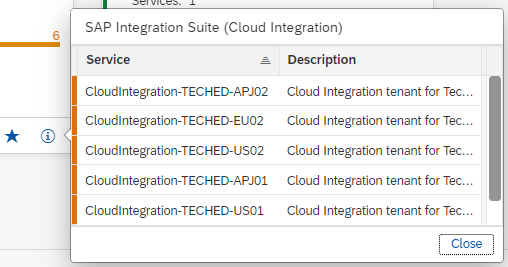 Services: 1
SAP Integration Suite (Cloud Integration)
6
Service Description
CloudIntegration-TECHED-APJ02 Cloud Integration tenant for Tec...
CloudIntegration-TECHED-EU02 Cloud Integration tenant for Tec...
CloudIntegration-TECHED-US02 Cloud Integration tenant for Tec...
CloudIntegration-TECHED-APJ01 Cloud Integration tenant for Tec...
CloudIntegration-TECHED-US01 Cloud Integration tenant for Tec...
Close